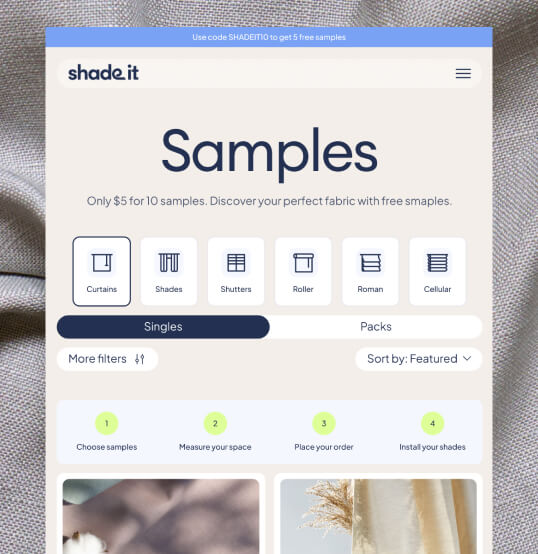 Use code SHADEIT10 to get 5 free samples
shade it
Samples
Only $5 for 10 samples. Discover your perfect fabric with free smaples.
Curtains
Shades
Shutters
Roller
Roman
Cellular
Singles
Packs
More filters
Sort by: Featured
1
2
3
4
Choose samples
Measure your space
Place your order
Install your shades